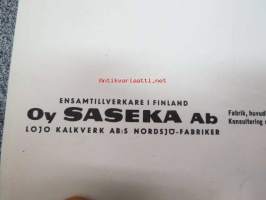 Antikvariaatti.net
ENSAMTILLVERKARE I FINLAND
Oy SASEKA Ab
LOJO KALKVERK AB:S NORDSJÖ-FABRIKER
Fabrik, huvud
Konsultering